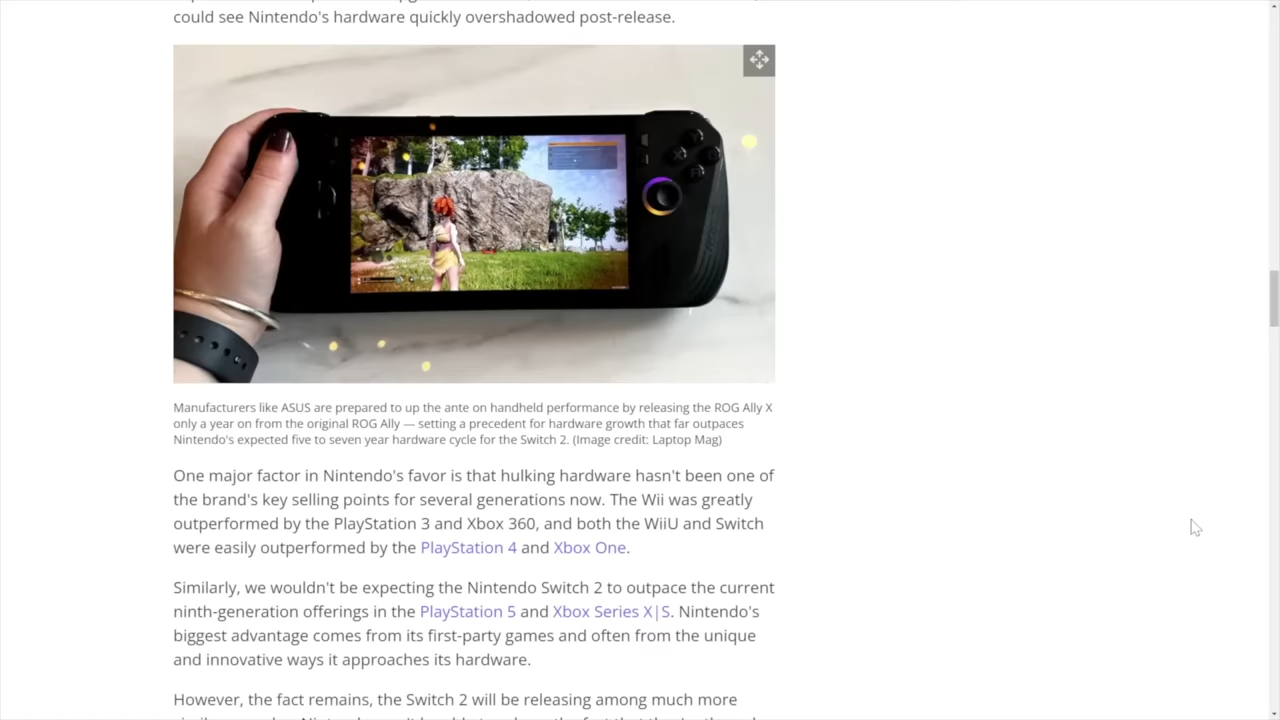 could see Nintendo's hardware quickly overshadowed post-release.
Manufacturers like ASUS are prepared to up the ante on handheld performance by releasing the ROG Ally X
only a year on from the original ROG Ally — setting a precedent for hardware growth that far outpaces
Nintendo's expected five to seven year hardware cycle for the Switch 2. (Image credit: Laptop Mag)
One major factor in Nintendo's favor is that hulking hardware hasn't been one of
the brand's key selling points for several generations now. The Wii was greatly
outperformed by the PlayStation 3 and Xbox 360, and both the WiiU and Switch
were easily outperformed by the PlayStation 4 and Xbox One.
Similarly, we wouldn't be expecting the Nintendo Switch 2 to outpace the current
ninth-generation offerings in the PlayStation 5 and Xbox Series X|S. Nintendo's
biggest advantage comes from its first-party games and often from the unique
and innovative ways it approaches its hardware.
However, the fact remains, the Switch 2 will be releasing among much more